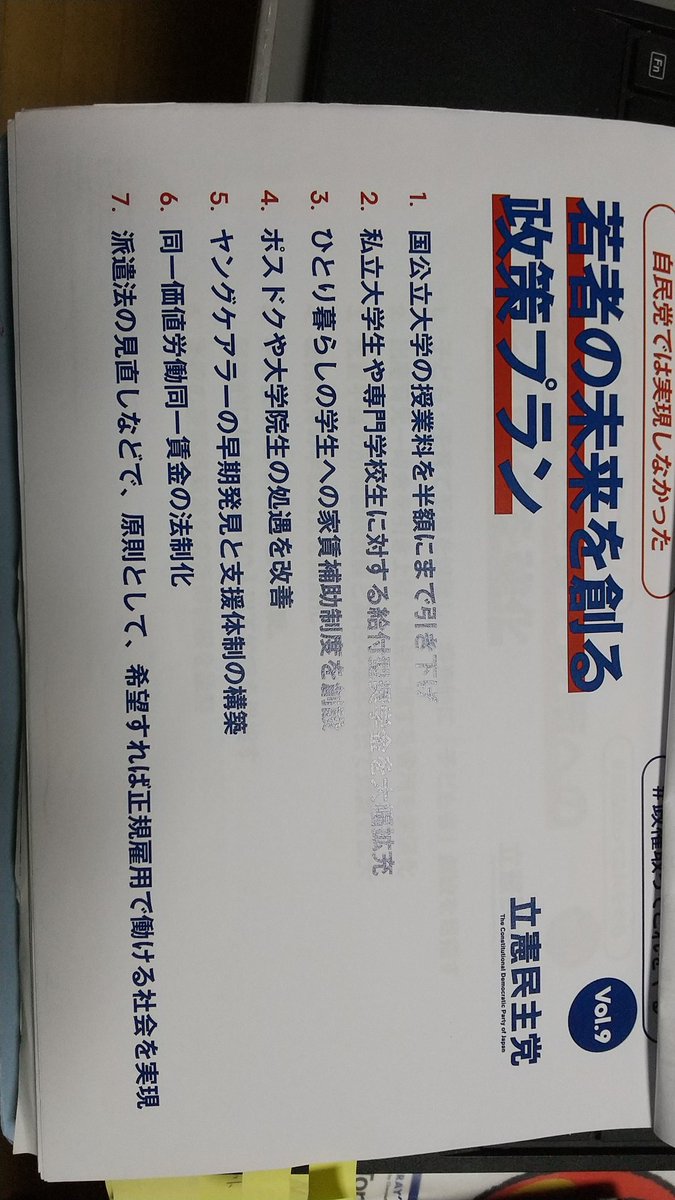 自民党では実現しなかった
若者の未来を創る
政策プラン
Vol.9
立憲民主党
The Constitutional Democratic Party of Japan
1. 国公立大学の授業料を半額にまで引き下げ
2. 私立大学生や専門学校生に対する給付型奨学金を大幅拡充
3. ひとり暮らしの学生への家賃補助制度を創設
4. ポスドクや大学院生の処遇を改善
5. ヤングケアラーの早期発見と支援体制の構築
6. 同一価値労働同一賃金の法制化
7. 派遣法の見直しなどで、原則として、希望すれば正規雇用で働ける社会を実現
Fn